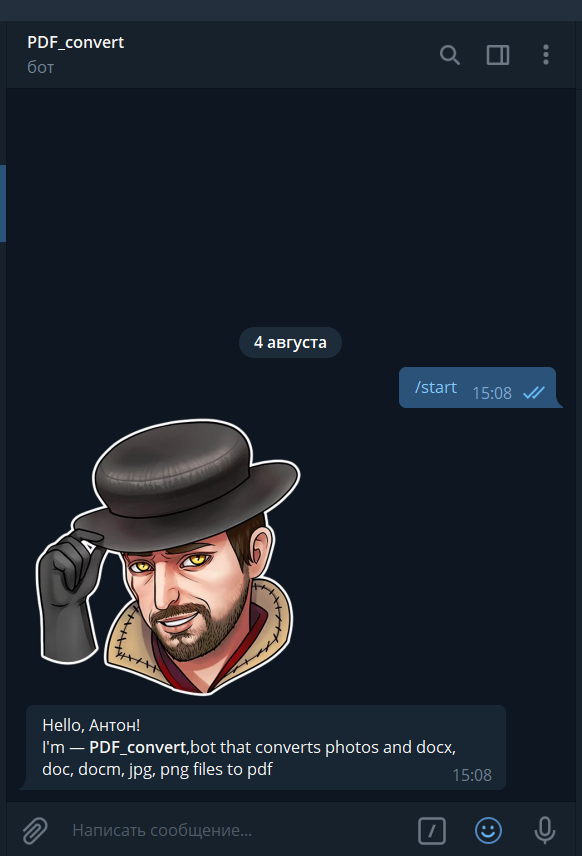 PDF_convert
бот
4 августа
/start 15:08
Hello, Антон!
I'm — PDF_convert,bot that converts photos and docx,
doc, docm, jpg, png files to pdf
15:08
Написать сообщение...